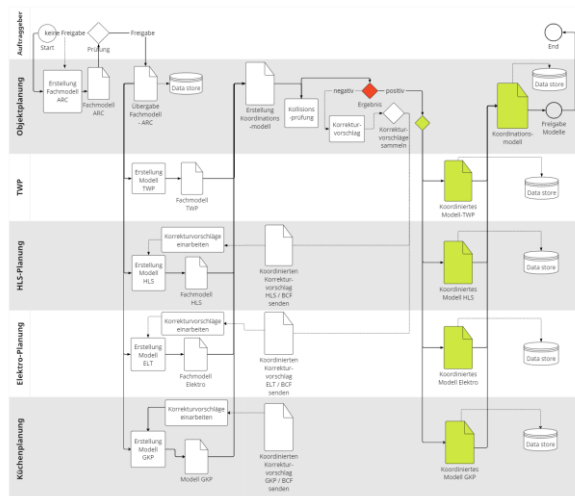 Auftraggeber
keine Freigabe
Start
Prüfung
Freigabe
End
Objektplanung
Erstellung
Fachmodell
ARC
Fachmodell
ARC
Übergabe
Fachmodell
- ARC
Data store
Erstellung
Koordinations
-modell
Kollisions
-prüfung
negativ
positiv
Ergebnis
Korrektur-
vorschlag
Korrektur-
vorschläge
sammeln
Koordinations-
modell
Data store
Freigabe
Modelle
TWP
Erstellung
Modell
TWP
Fachmodell
TWP
Koordiniertes
Modell-TWP
Data store
HLS-Planung
Korrekturvorschläge
einarbeiten
Erstellung
Modell
HLS
Fachmodell
HLS
Koordinierten
Korrektur-
vorschlag
HLS / BCF
senden
Koordiniertes
Modell HLS
Data store
Elektro-Planung
Korrekturvorschläge
einarbeiten
Erstellung
Modell
ELT
Fachmodell
Elektro
Koordinierten
Korrektur-
vorschlag
ELT / BCF
senden
Koordiniertes
Modell Elektro
Data store
Küchenplanung
Korrekturvorschläge
einarbeiten
Erstellung
Modell
GKP
Modell GKP
Koordinierten
Korrektur-
vorschlag
GKP / BCF
senden
Koordiniertes
Modell GKP
Data store